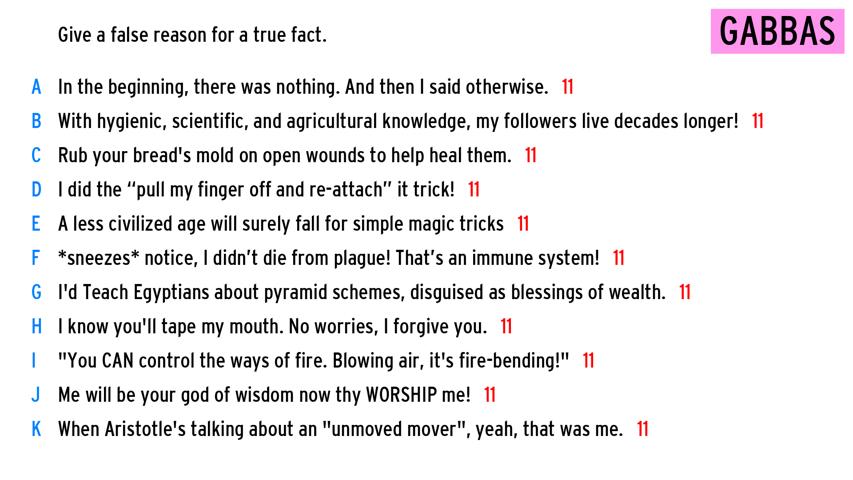 Give a false reason for a true fact.
GABBAS
A In the beginning, there was nothing. And then I said otherwise. 11
B With hygienic, scientific, and agricultural knowledge, my followers live decades longer! 11
C Rub your bread's mold on open wounds to help heal them. 11
D I did the “pull my finger off and re-attach” it trick! 11
E A less civilized age will surely fall for simple magic tricks 11
F *sneezes* notice, I didn’t die from plague! That’s an immune system! 11
G I'd Teach Egyptians about pyramid schemes, disguised as blessings of wealth. 11
H I know you'll tape my mouth. No worries, I forgive you. 11
I "You CAN control the ways of fire. Blowing air, it's fire-bending!" 11
J Me will be your god of wisdom now thy WORSHIP me! 11
K When Aristotle's talking about an "unmoved mover", yeah, that was me. 11